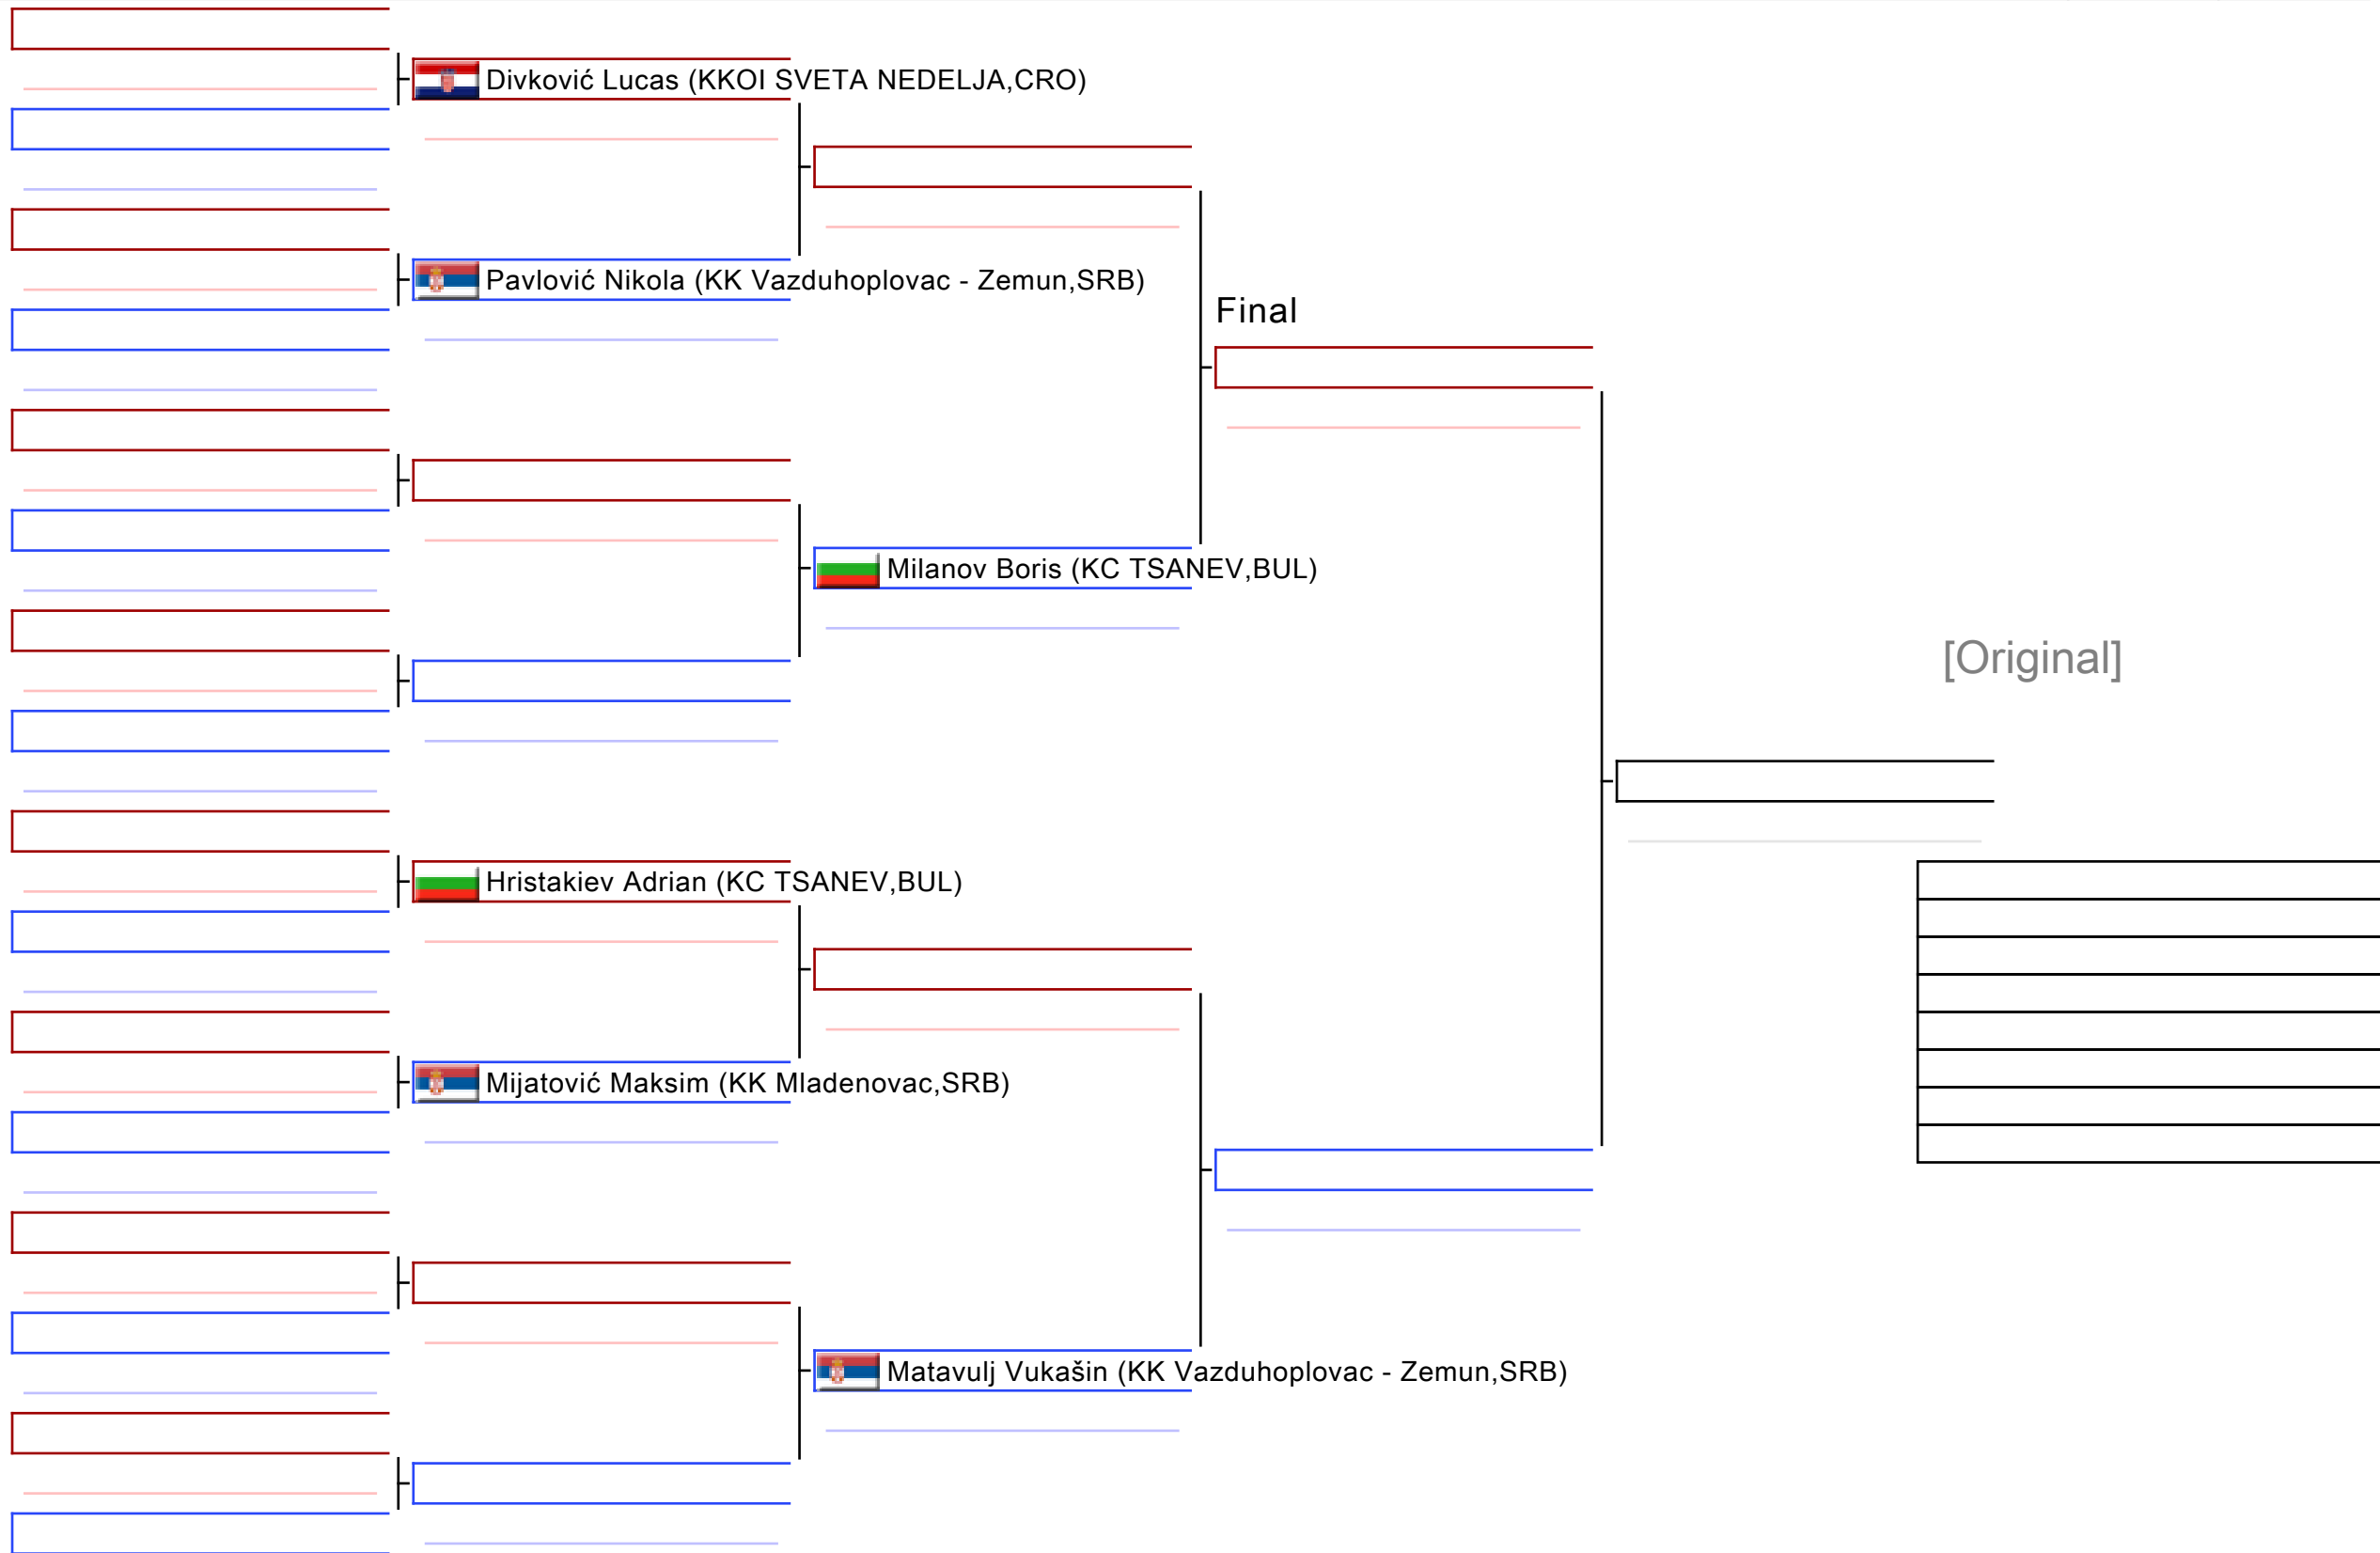 Divković Lucas (KKOI SVETA NEDELJA,CRO)
Pavlović Nikola (KK Vazduhoplovac - Zemun,SRB)
Final
Milanov Boris (KC TSANEV,BUL)
[Original]
Hristakiev Adrian (KC TSANEV,BUL)
Mijatović Maksim (KK Mladenovac,SRB)
Matavulj Vukašin (KK Vazduhoplovac - Zemun,SRB)